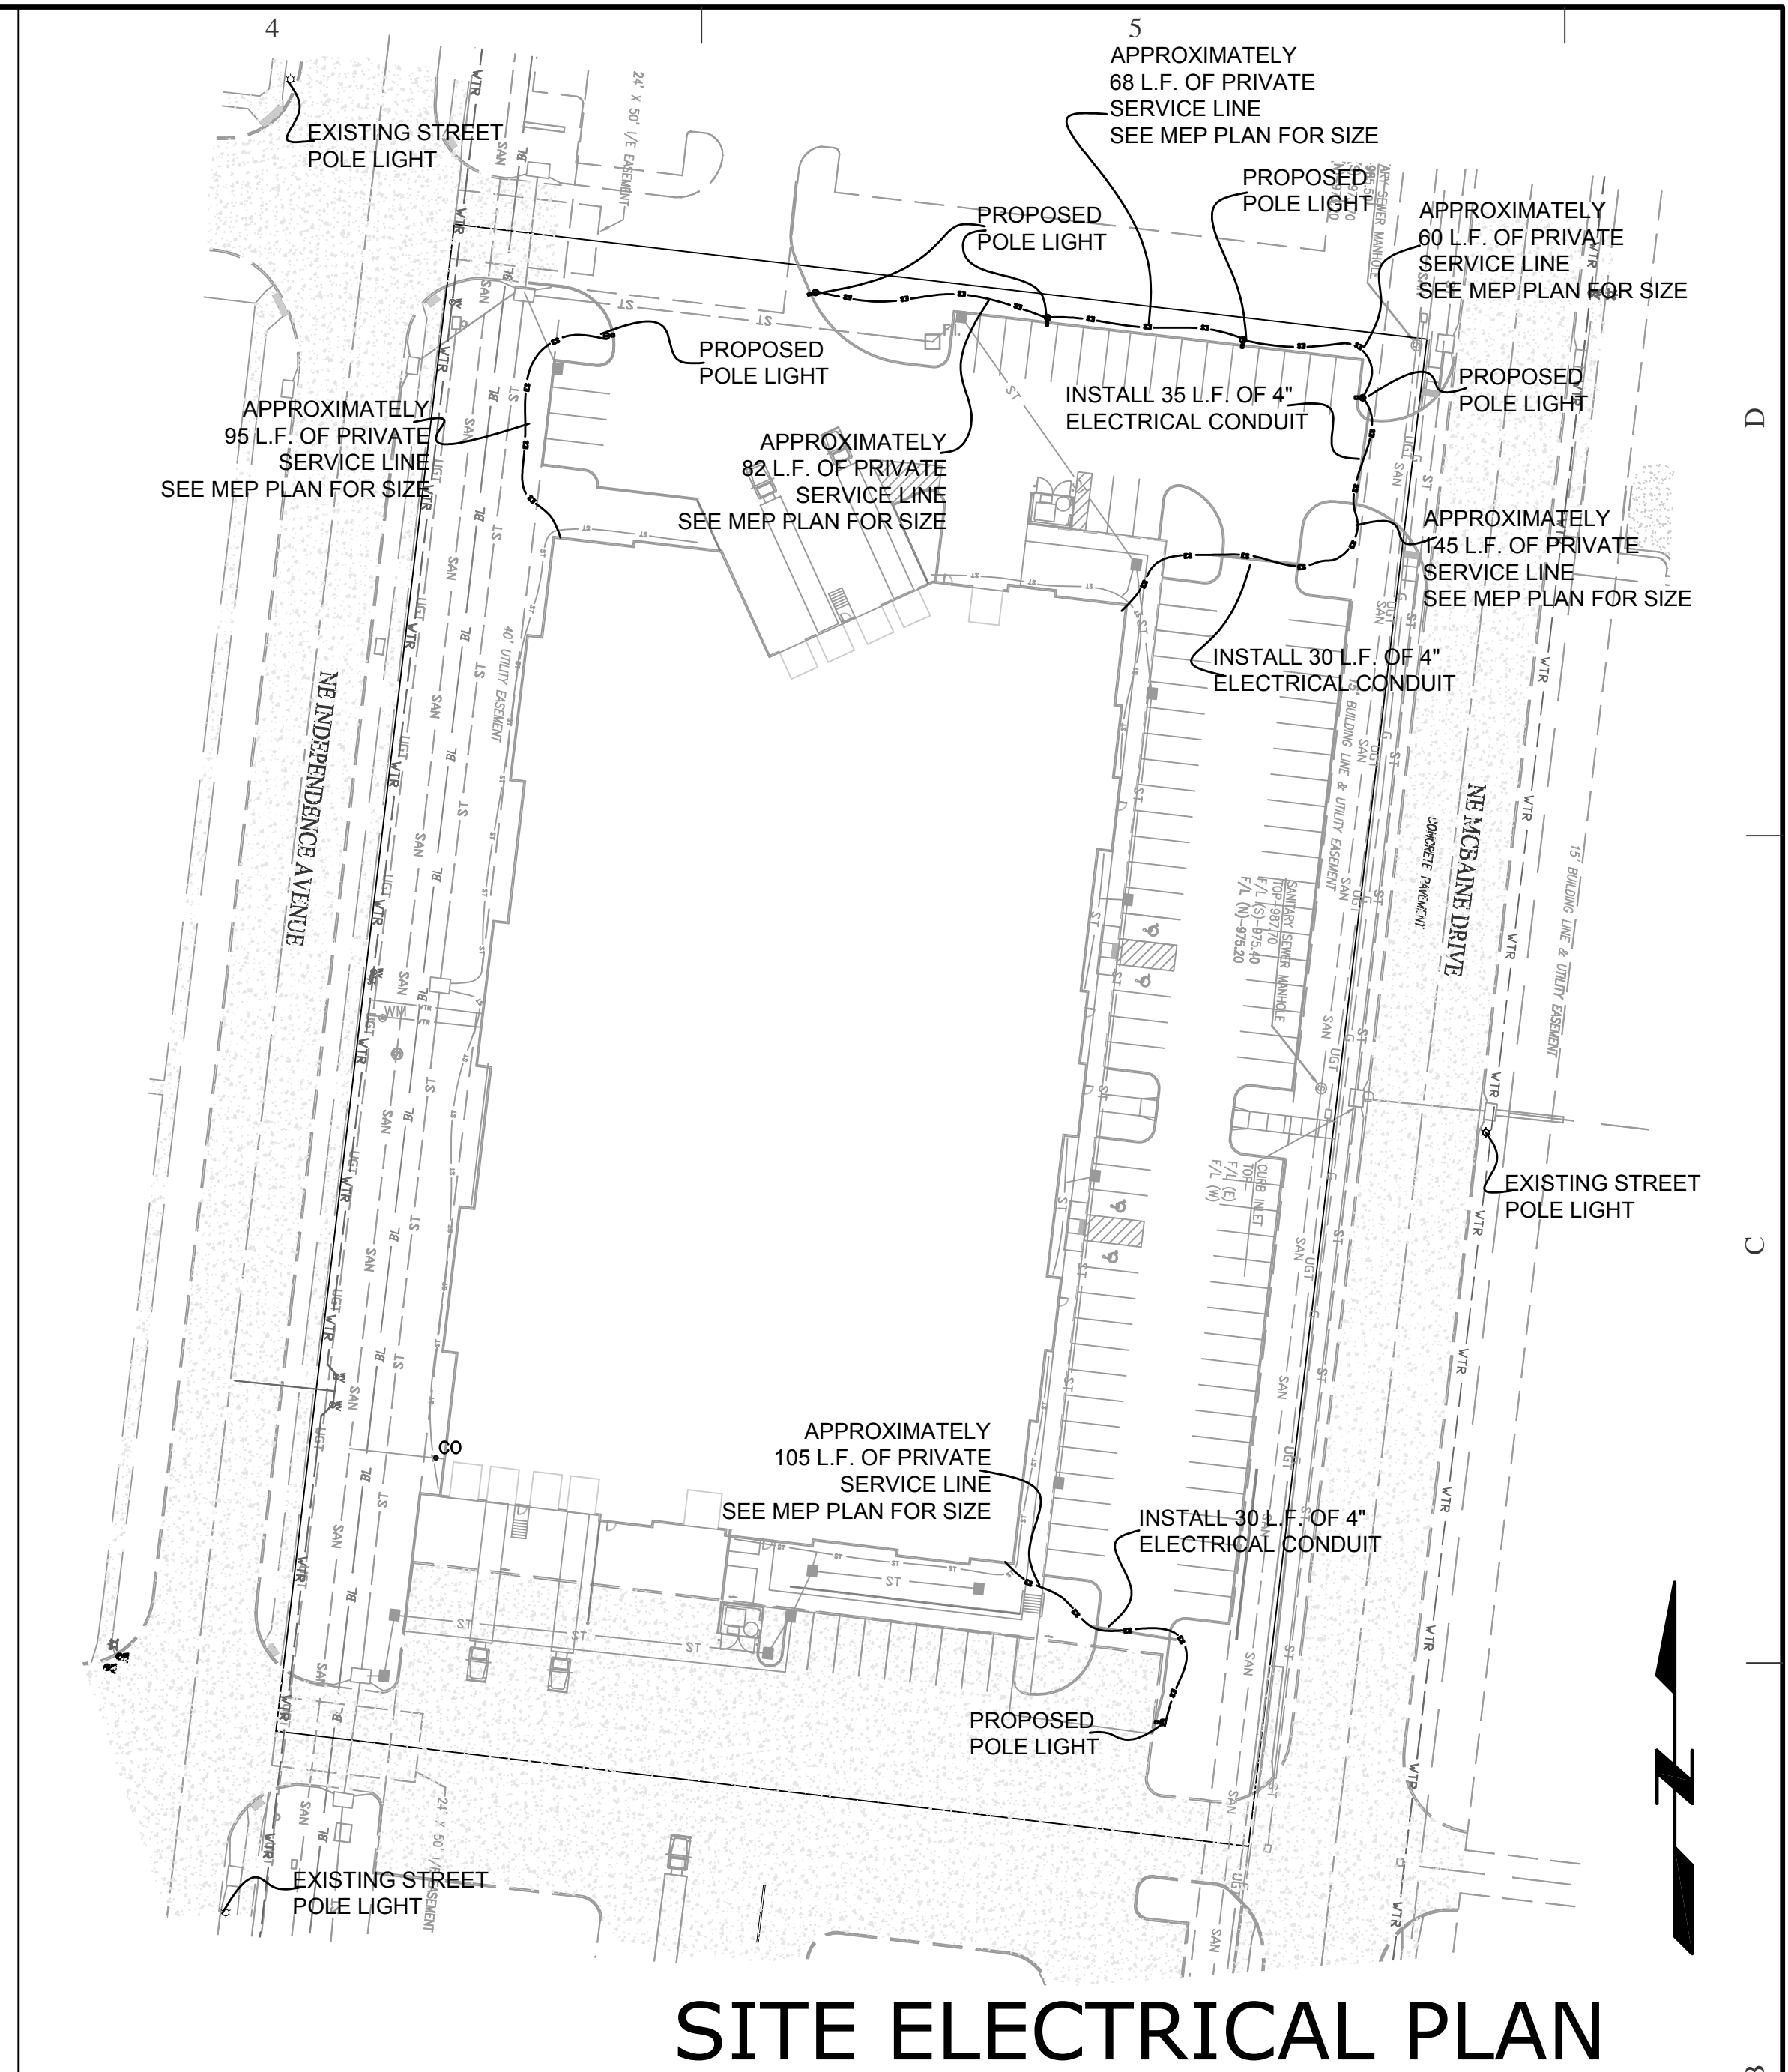 4
5
APPROXIMATELY
68 L.F. OF PRIVATE
SERVICE LINE
SEE MEP PLAN FOR SIZE
EXISTING STREET
POLE LIGHT
24' X 50' I/E EASEMENT
PROPOSED
POLE LIGHT
PROPOSED
POLE LIGHT
APPROXIMATELY
60 L.F. OF PRIVATE
SERVICE LINE
SEE MEP PLAN FOR SIZE
PROPOSED
POLE LIGHT
PROPOSED
POLE LIGHT
INSTALL 35 L.F. OF 4"
ELECTRICAL CONDUIT
D
APPROXIMATELY
95 L.F. OF PRIVATE
SERVICE LINE
SEE MEP PLAN FOR SIZE
APPROXIMATELY
82 L.F. OF PRIVATE
SERVICE LINE
SEE MEP PLAN FOR SIZE
APPROXIMATELY
145 L.F. OF PRIVATE
SERVICE LINE
SEE MEP PLAN FOR SIZE
40' UTILITY EASEMENT
INSTALL 30 L.F. OF 4"
ELECTRICAL CONDUIT
15' BUILDING LINE & UTILITY EASEMENT
NE INDEPENDENCE AVENUE
NE MCBAINE DRIVE
CONCRETE PAVEMENT
15' BUILDING LINE & UTILITY EASEMENT
SANITARY SEWER MANHOLE
TOP-987.70
F/L (S)-975.40
F/L (N)-975.20
WM
CURB INLET
TOP-
F/L (E)
F/L (W)
EXISTING STREET
POLE LIGHT
C
CO
APPROXIMATELY
105 L.F. OF PRIVATE
SERVICE LINE
SEE MEP PLAN FOR SIZE
INSTALL 30 L.F. OF 4"
ELECTRICAL CONDUIT
PROPOSED
POLE LIGHT
N
24' X 50' I/E EASEMENT
EXISTING STREET
POLE LIGHT
SITE ELECTRICAL PLAN
B